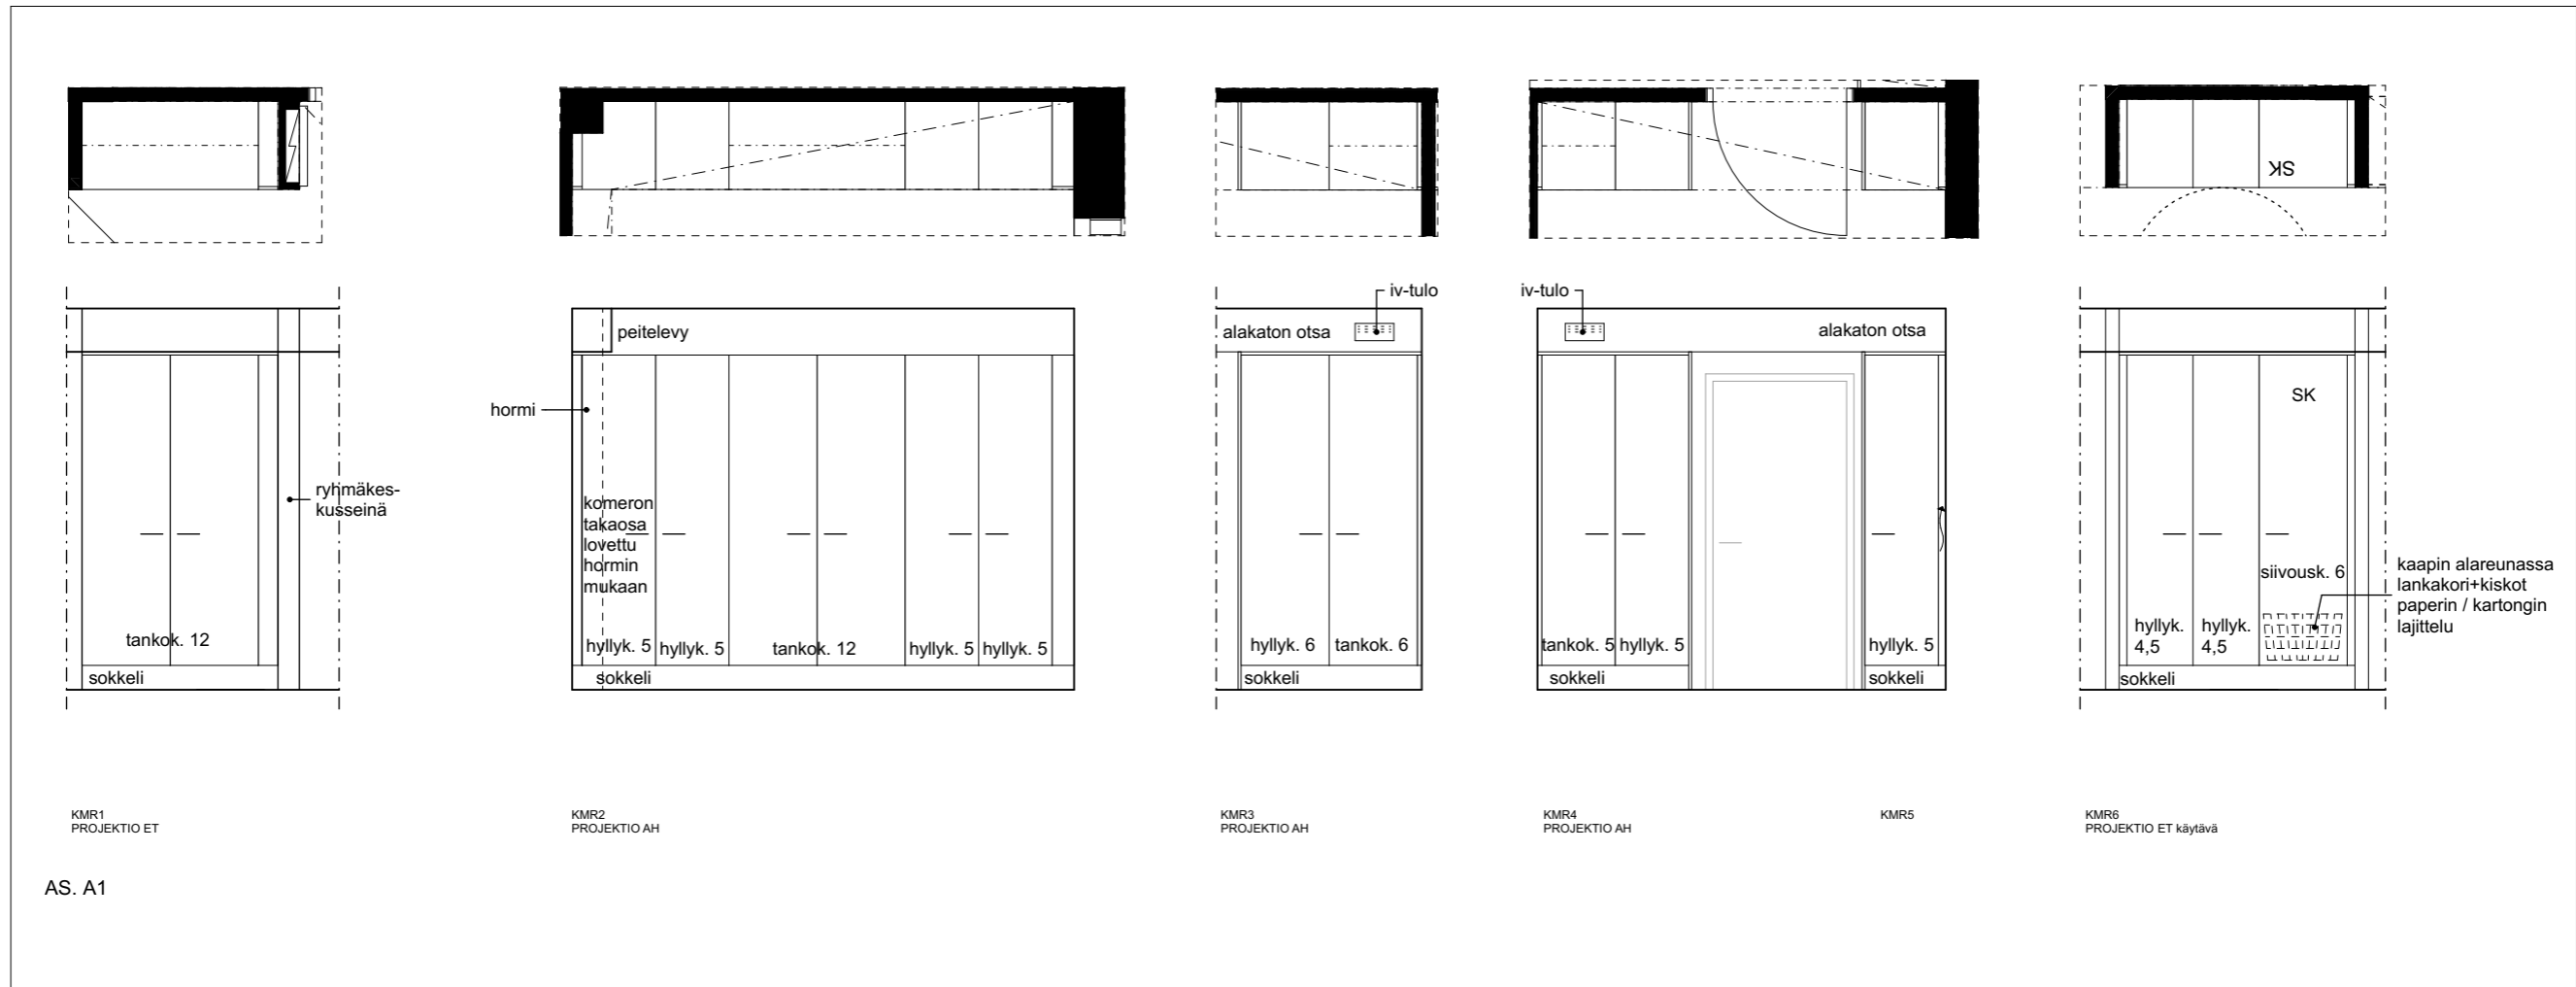 SK
iv-tulo
iv-tulo
peitelevy
alakaton otsa
alakaton otsa
hormi
SK
ryhmäkes-
kusseinä
komeron
takaosa
lovettu
hormin
mukaan
siivousk. 6
kaapin alareunassa
lankakori+kiskot
paperin / kartongin
lajittelu
tankok. 12
hyllyk. 5
hyllyk. 5
tankok. 12
hyllyk. 5
hyllyk. 5
hyllyk. 6
tankok. 6
tankok. 5
hyllyk. 5
hyllyk. 5
hyllyk.
4,5
hyllyk.
4,5
sokkeli
sokkeli
sokkeli
sokkeli
sokkeli
sokkeli
KMR1
PROJEKTIO ET
KMR2
PROJEKTIO AH
KMR3
PROJEKTIO AH
KMR4
PROJEKTIO AH
KMR5
KMR6
PROJEKTIO ET käytävä
AS. A1